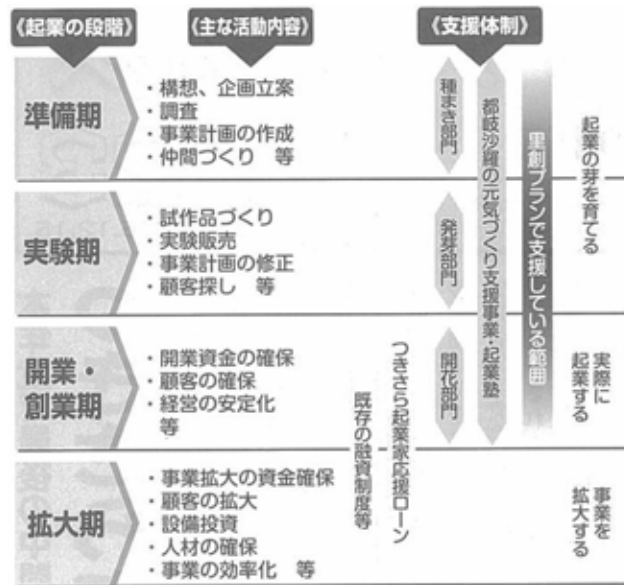 《起業の段階》
《主な活動内容》
《支援体制》
準備期
・構想、企画立案
・調査
・事業計画の作成
・仲間づくり 等
実験期
・試作品づくり
・実験販売
・事業計画の修正
・顧客探し 等
開業・
創業期
・開業資金の確保
・顧客の確保
・経営の安定化
等
拡大期
・事業拡大の資金確保
・顧客の拡大
・設備投資
・人材の確保
・事業の効率化 等
既存の融資制度等
つきさら起業家応援ローン
種まき部門
発芽部門
開花部門
都岐沙羅の元気づくり支援事業・起業塾
里創プランで支援している範囲
起業の芽を育てる
実際に
起業する
事業を
拡大する